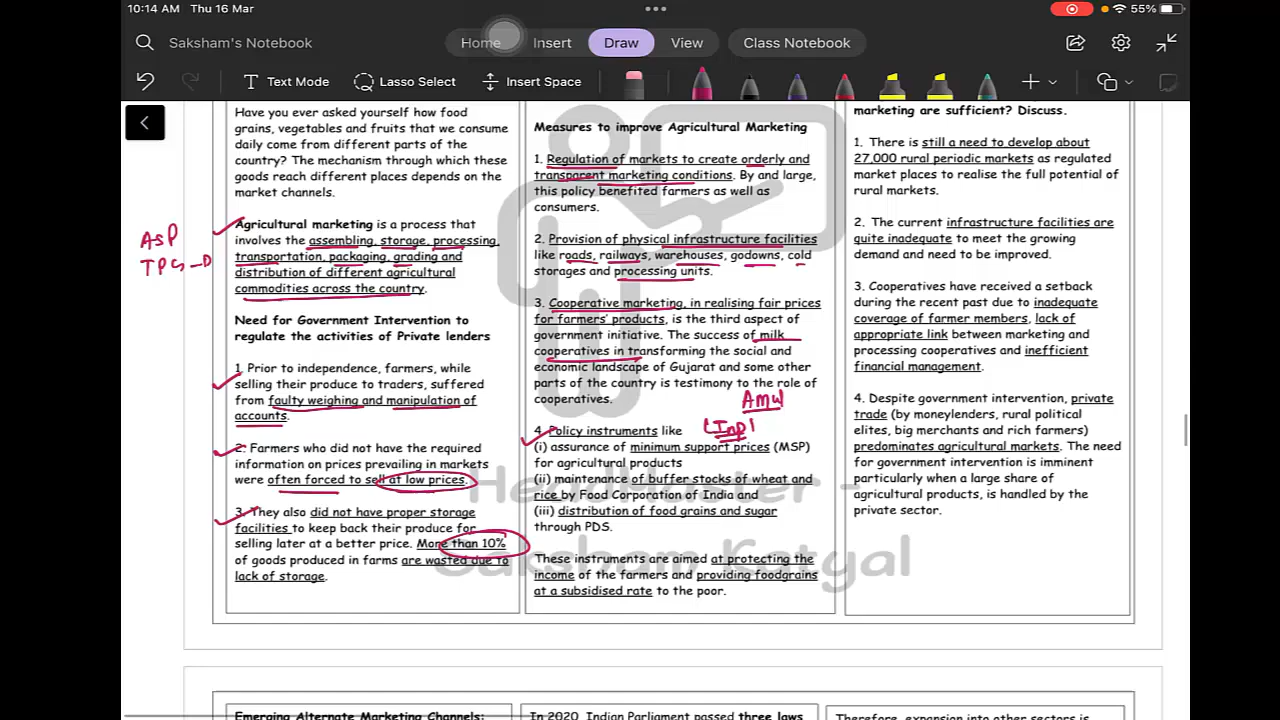 10:14 AM Thu 16 Mar
55%
Saksham's Notebook
Home
Insert
Draw
View
Class Notebook
Text Mode
Lasso Select
Insert Space
Have you ever asked yourself how food
grains, vegetables and fruits that we consume
daily come from different parts of the
country? The mechanism through which these
goods reach different places depends on the
market channels.
ASP
TPG-D
Agricultural marketing is a process that
involves the assembling, storage, processing,
transportation, packaging, grading and
distribution of different agricultural
commodities across the country.
Need for Government Intervention to
regulate the activities of Private lenders
1. Prior to independence, farmers, while
selling their produce to traders, suffered
from faulty weighing and manipulation of
accounts.
2. Farmers who did not have the required
information on prices prevailing in markets
were often forced to sell at low prices.
3. They also did not have proper storage
facilities to keep back their produce for
selling later at a better price. More than 10%
of goods produced in farms are wasted due to
lack of storage.
Measures to improve Agricultural Marketing
1. Regulation of markets to create orderly and
transparent marketing conditions. By and large,
this policy benefited farmers as well as
consumers.
2. Provision of physical infrastructure facilities
like roads, railways, warehouses, godowns, cold
storages and processing units.
3. Cooperative marketing, in realising fair prices
for farmers' products, is the third aspect of
government initiative. The success of milk
cooperatives in transforming the social and
economic landscape of Gujarat and some other
parts of the country is testimony to the role of
cooperatives.
Amul
4. Policy instruments like
(Imp)
(i) assurance of minimum support prices (MSP)
for agricultural products
(ii) maintenance of buffer stocks of wheat and
rice by Food Corporation of India and
(iii) distribution of food grains and sugar
through PDS.
These instruments are aimed at protecting the
income of the farmers and providing foodgrains
at a subsidised rate to the poor.
marketing are sufficient? Discuss.
1. There is still a need to develop about
27,000 rural periodic markets as regulated
market places to realise the full potential of
rural markets.
2. The current infrastructure facilities are
quite inadequate to meet the growing
demand and need to be improved.
3. Cooperatives have received a setback
during the recent past due to inadequate
coverage of farmer members, lack of
appropriate link between marketing and
processing cooperatives and inefficient
financial management.
4. Despite government intervention, private
trade (by moneylenders, rural political
elites, big merchants and rich farmers)
predominates agricultural markets. The need
for government intervention is imminent
particularly when a large share of
agricultural products, is handled by the
private sector.
HeadMaster -
Saksham Katyal
Emerging Alternate Marketing Channels:
In 2020, Indian Parliament passed three laws
Therefore, expansion into other sectors is